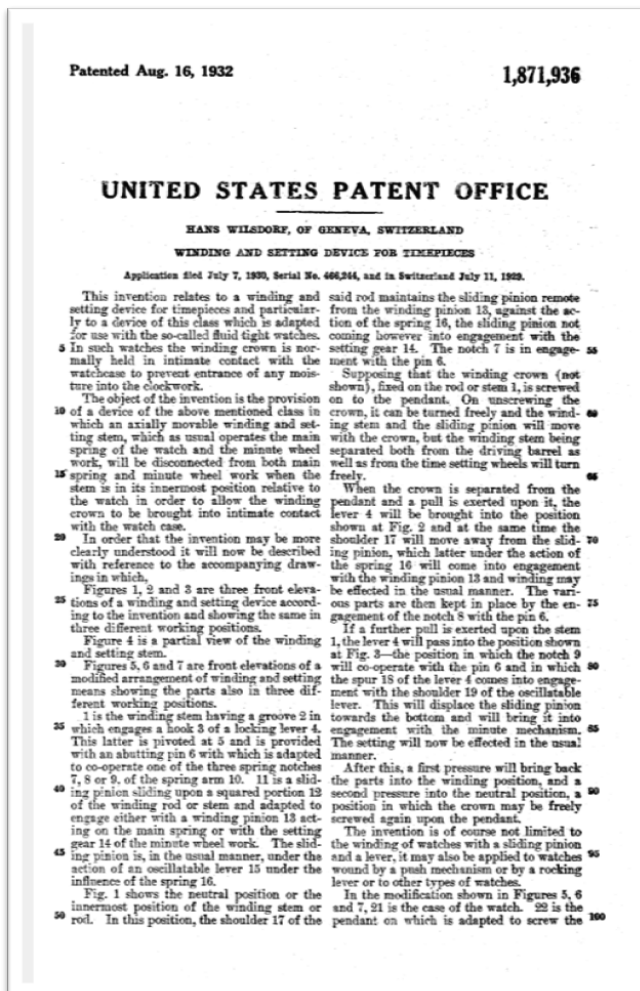 Patented Aug. 16, 1932
1,871,936
UNITED STATES PATENT OFFICE
HANS WILSDORF, OF GENEVA, SWITZERLAND
WINDING AND SETTING DEVICE FOR TIMEPIECES
Application filed July 7, 1930, Serial No. 466,244, and in Switzerland July 11, 1929.
This invention relates to a winding and
setting device for timepieces and particular-
ly to a device of this class which is adapted
for use with the so-called fluid tight watches.
5 In such watches the winding crown is nor-
mally held in intimate contact with the
watchcase to prevent entrance of any mois-
ture into the clockwork.
The object of the invention is the provision
10 of a device of the above mentioned class in
which an axially movable winding and set-
ting stem, which as usual operates the main
spring of the watch and the minute wheel
work, will be disconnected from both main
15 spring and minute wheel work when the
stem is in its innermost position relative to
the watch in order to allow the winding
crown to be brought into intimate contact
with the watch case.
20 In order that the invention may be more
clearly understood it will now be described
with reference to the accompanying draw-
ings in which,
Figures 1, 2 and 3 are three front eleva-
25 tions of a winding and setting device accord-
ing to the invention and showing the same in
three different working positions.
Figure 4 is a partial view of the winding
and setting stem.
30 Figures 5, 6 and 7 are front elevations of a
modified arrangement of winding and setting
means showing the parts also in three dif-
ferent working positions.
1 is the winding stem having a groove 2 in
35 which engages a hook 3 of a locking lever 4.
This latter is pivoted at 5 and is provided
with an abutting pin 6 with which is adapted
to co-operate one of the three spring notches
7, 8 or 9, of the spring arm 10. 11 is a slid-
40 ing pinion sliding upon a squared portion 12
of the winding rod or stem and adapted to
engage either with a winding pinion 13 act-
ing on the main spring or with the setting
gear 14 of the minute wheel work. The slid-
45 ing pinion is, in the usual manner, under the
action of an oscillatable lever 15 under the
influence of the spring 16.
Fig. 1 shows the neutral position or the
innermost position of the winding stem or
50 rod. In this position, the shoulder 17 of the
said rod maintains the sliding pinion remote
from the winding pinion 13, against the ac-
tion of the spring 16, the sliding pinion not
coming however into engagement with the
setting gear 14. The notch 7 is in engage- 55
ment with the pin 6.
Supposing that the winding crown (not
shown), fixed on the rod or stem 1, is screwed
on to the pendant. On unscrewing the
crown, it can be turned freely and the wind- 60
ing stem and the sliding pinion will move
with the crown, but the winding stem being
separated both from the driving barrel as
well as from the time setting wheels will turn
freely. 65
When the crown is separated from the
pendant and a pull is exerted upon it, the
lever 4 will be brought into the position
shown at Fig. 2 and at the same time the
shoulder 17 will move away from the slid- 70
ing pinion, which latter under the action of
the spring 16 will come into engagement
with the winding pinion 13 and winding may
be effected in the usual manner. The vari-
ous parts are then kept in place by the en- 75
gagement of the notch 8 with the pin 6.
If a further pull is exerted upon the stem
1, the lever 4 will pass into the position shown
at Fig. 3—the position in which the notch 9
will co-operate with the pin 6 and in which 80
the spur 18 of the lever 4 comes into engage-
ment with the shoulder 19 of the oscillatable
lever. This will displace the sliding pinion
towards the bottom and will bring it into
engagement with the minute mechanism. 85
The setting will now be effected in the usual
manner.
After this, a first pressure will bring back
the parts into the winding position, and a
second pressure into the neutral position, a 90
position in which the crown may be freely
screwed again upon the pendant.
The invention is of course not limited to
the winding of watches with a sliding pinion
and a lever, it may also be applied to watches 95
wound by a push mechanism or by a rocking
lever or to other types of watches.
In the modification shown in Figures 5, 6
and 7, 21 is the case of the watch. 22 is the
pendant on which is adapted to screw the 100